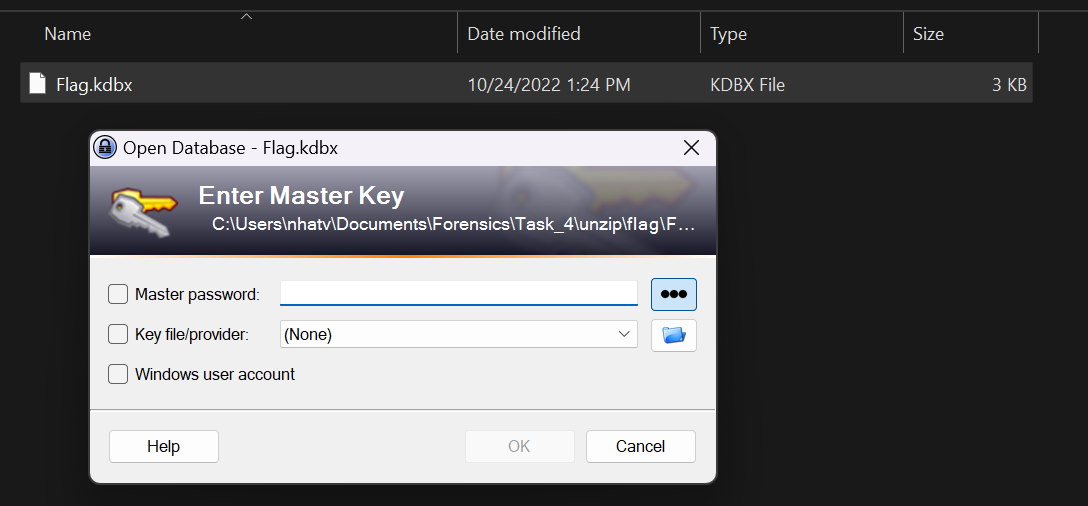 Name Date modified Type Size
Flag.kdbx 10/24/2022 1:24 PM KDBX File 3 KB
Open Database - Flag.kdbx
Enter Master Key
C:\Users\nhatv\Documents\Forensics\Task_4\unzip\flag\F...
Master password:
Key file/provider: (None)
Windows user account
Help OK Cancel